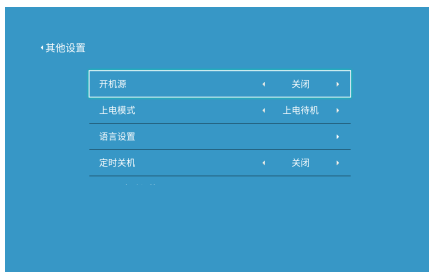 其他设置
开机源 关闭
上电模式 上电待机
语言设置
定时关机 关闭